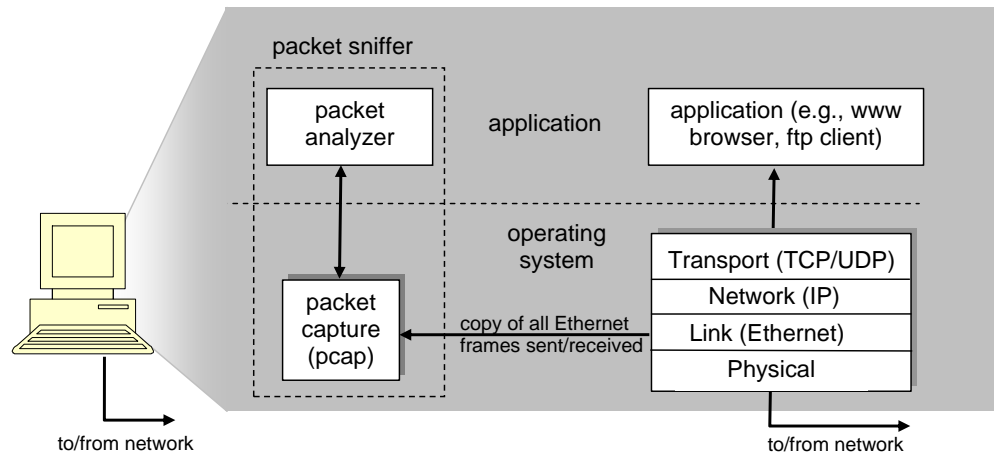 packet sniffer
packet
analyzer
application
application (e.g., www
browser, ftp client)
operating
system
packet
capture
(pcap)
copy of all Ethernet
frames sent/received
Transport (TCP/UDP)
Network (IP)
Link (Ethernet)
Physical
to/from network
to/from network